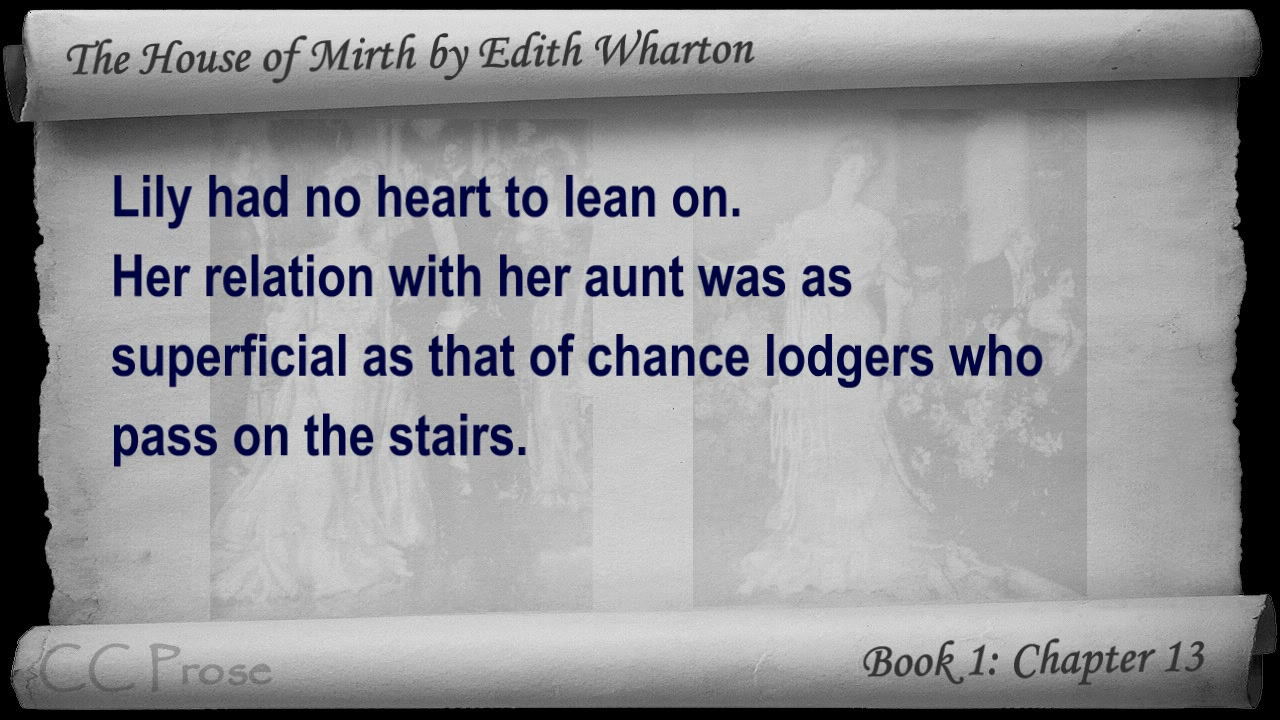 The House of Mirth by Edith Wharton
Lily had no heart to lean on.
Her relation with her aunt was as
superficial as that of chance lodgers who
pass on the stairs.
CC Prose
Book 1: Chapter 13